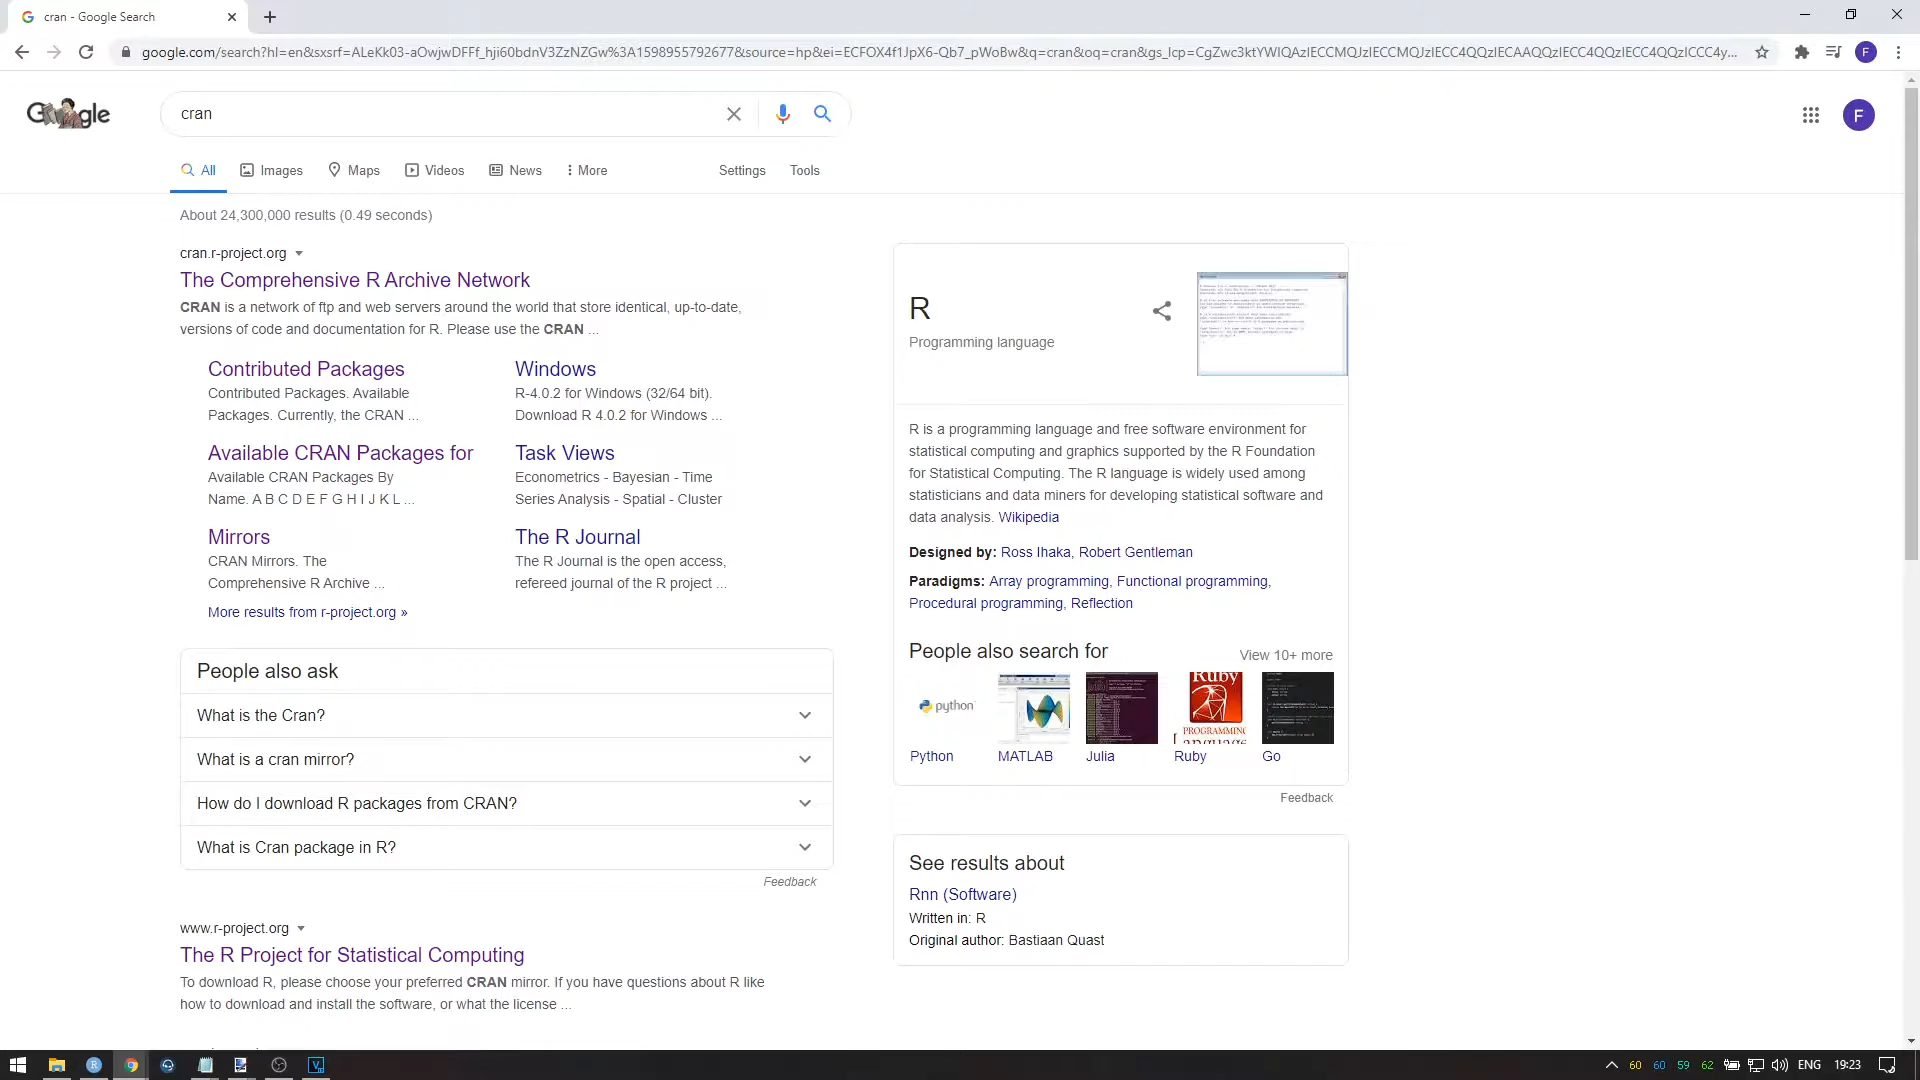 cran - Google Search
google.com/search?hl=en&sxsrf=ALeKk03-aOwjwDFFf_hji60bdnV3ZzNZGw%3A1598955792677&source=hp&ei=ECFOX4f1JpX6-Qb7_pWoBw&q=cran&oq=cran&gs_lcp=CgZwc3ktYWIQAzIECCMQJzIECCMQJzIECC4QQzIECAAQQzIECC4QQzIECC4QQzICCC4y...
F
Google
cran
F
All Images Maps Videos News More Settings Tools
About 24,300,000 results (0.49 seconds)
cran.r-project.org
The Comprehensive R Archive Network
CRAN is a network of ftp and web servers around the world that store identical, up-to-date,
versions of code and documentation for R. Please use the CRAN ...
Contributed Packages
Contributed Packages. Available
Packages. Currently, the CRAN ...
Windows
R-4.0.2 for Windows (32/64 bit).
Download R 4.0.2 for Windows ...
Available CRAN Packages for
Available CRAN Packages By
Name. A B C D E F G H I J K L ...
Task Views
Econometrics - Bayesian - Time
Series Analysis - Spatial - Cluster
Mirrors
CRAN Mirrors. The
Comprehensive R Archive ...
The R Journal
The R Journal is the open access,
refereed journal of the R project ...
More results from r-project.org »
People also ask
What is the Cran?
What is a cran mirror?
How do I download R packages from CRAN?
What is Cran package in R?
Feedback
www.r-project.org
The R Project for Statistical Computing
To download R, please choose your preferred CRAN mirror. If you have questions about R like
how to download and install the software, or what the license ...
R
Programming language
R is a programming language and free software environment for
statistical computing and graphics supported by the R Foundation
for Statistical Computing. The R language is widely used among
statisticians and data miners for developing statistical software and
data analysis. Wikipedia
Designed by: Ross Ihaka, Robert Gentleman
Paradigms: Array programming, Functional programming,
Procedural programming, Reflection
People also search for
View 10+ more
python
Ruby
PROGRAMMING
Python MATLAB Julia Ruby Go
Feedback
See results about
Rnn (Software)
Written in: R
Original author: Bastiaan Quast
60 60 59 62 ENG 19:23